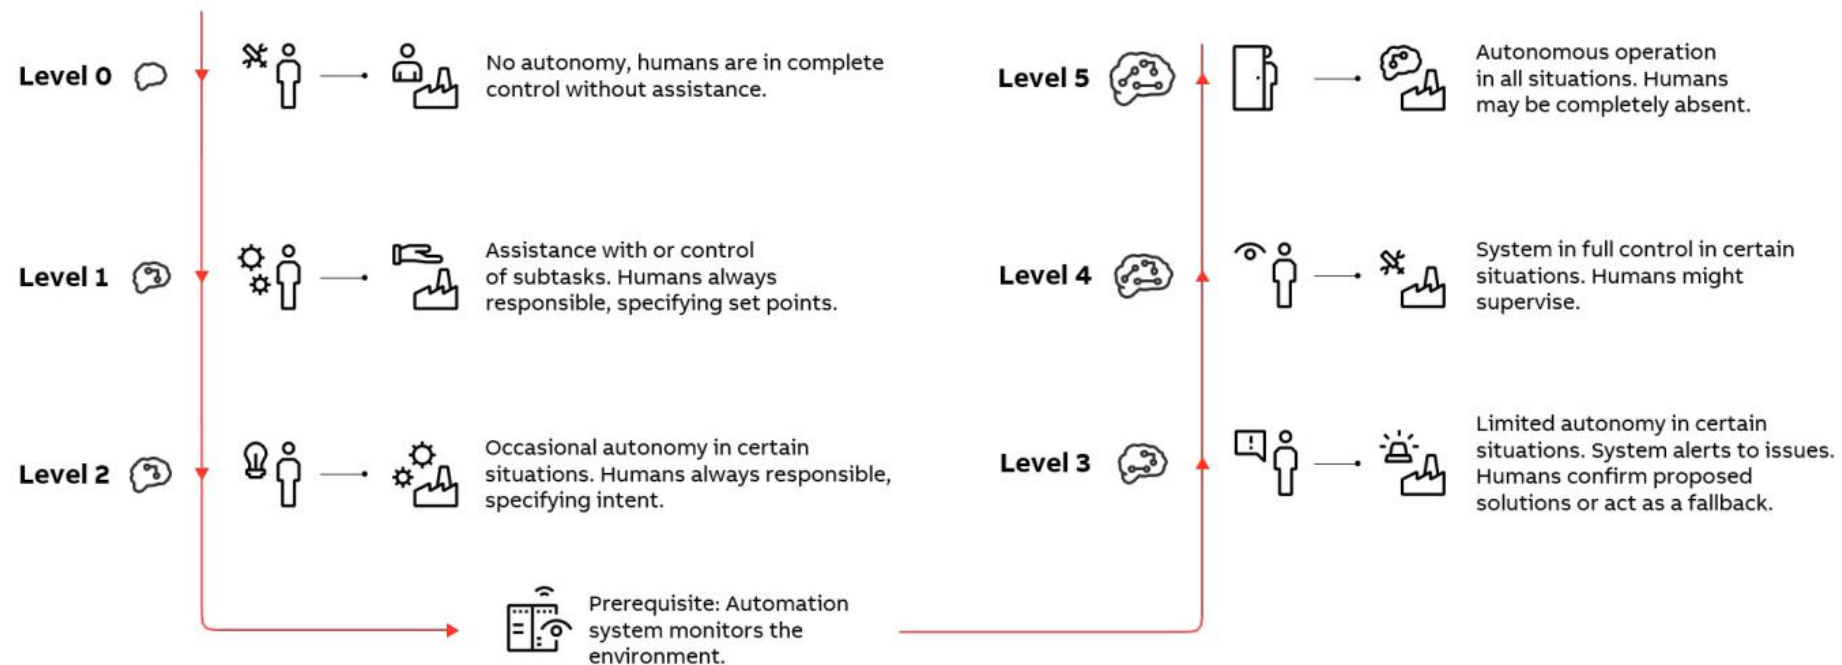 Level 0
No autonomy, humans are in complete
control without assistance.
Level 1
Assistance with or control
of subtasks. Humans always
responsible, specifying set points.
Level 2
Occasional autonomy in certain
situations. Humans always responsible,
specifying intent.
Prerequisite: Automation
system monitors the
environment.
Level 3
Limited autonomy in certain
situations. System alerts to issues.
Humans confirm proposed
solutions or act as a fallback.
Level 4
System in full control in certain
situations. Humans might
supervise.
Level 5
Autonomous operation
in all situations. Humans
may be completely absent.